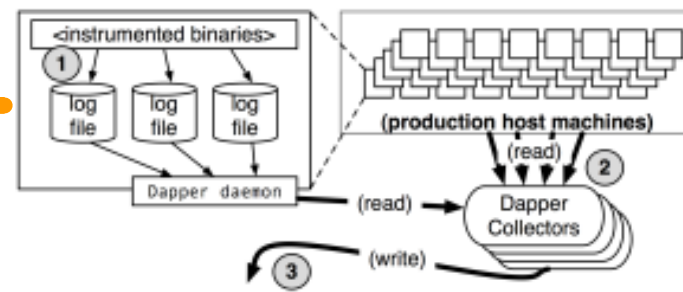 <instrumented binaries>
1
log
file
log
file
log
file
Dapper daemon
(production host machines)
(read)
2
(read)
Dapper
Collectors
(write)
3